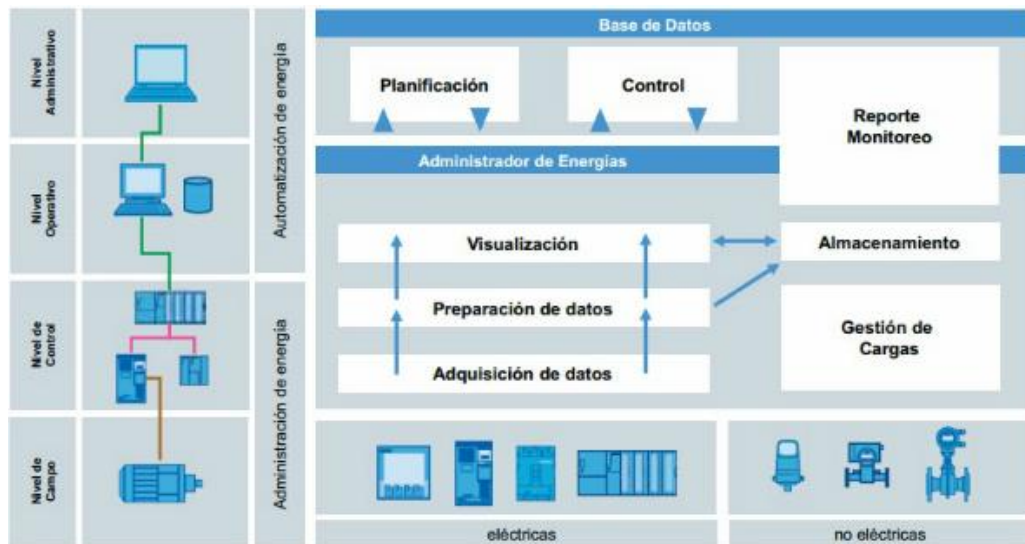 Nivel
Administrativo
Nivel
Operativo
Nivel de
Control
Nivel de
Campo
Automatización de energía
Administración de energía
Base de Datos
Planificación
Control
Reporte
Monitoreo
Administrador de Energías
Visualización
Almacenamiento
Preparación de datos
Gestión de
Cargas
Adquisición de datos
eléctricas
no eléctricas